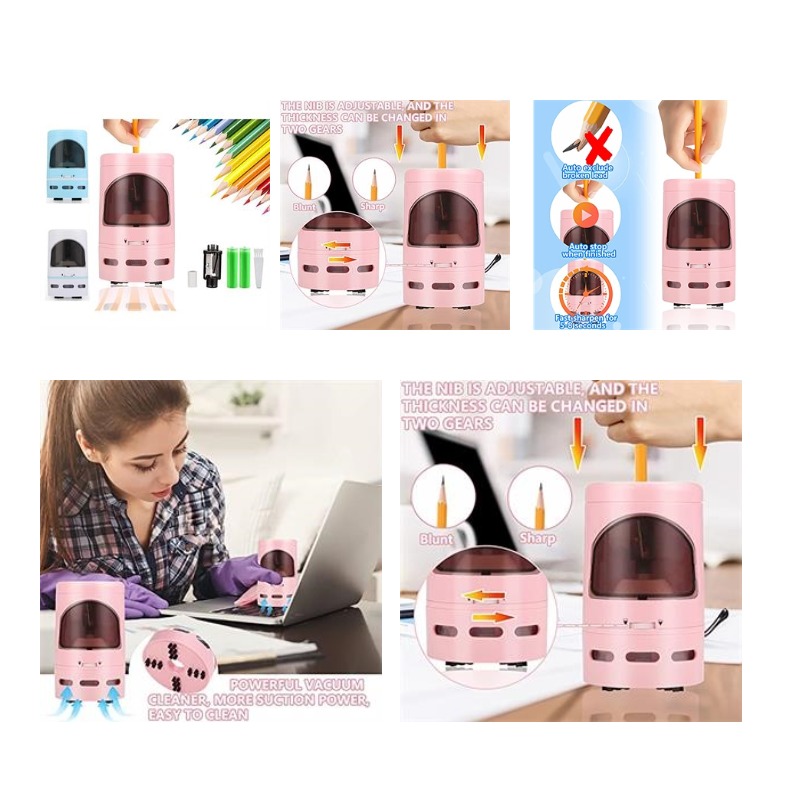 THE NIB IS ADJUSTABLE, AND THE
THICKNESS CAN BE CHANGED IN
TWO GEARS
Blunt
Sharp
Auto exclude
broken lead
Auto stop
when finished
Fast sharpen for
5-8 seconds
POWERFUL VACUUM
CLEANER, MORE SUCTION POWER,
EASY TO CLEAN
THE NIB IS ADJUSTABLE, AND THE
THICKNESS CAN BE CHANGED IN
TWO GEARS
Blunt
Sharp